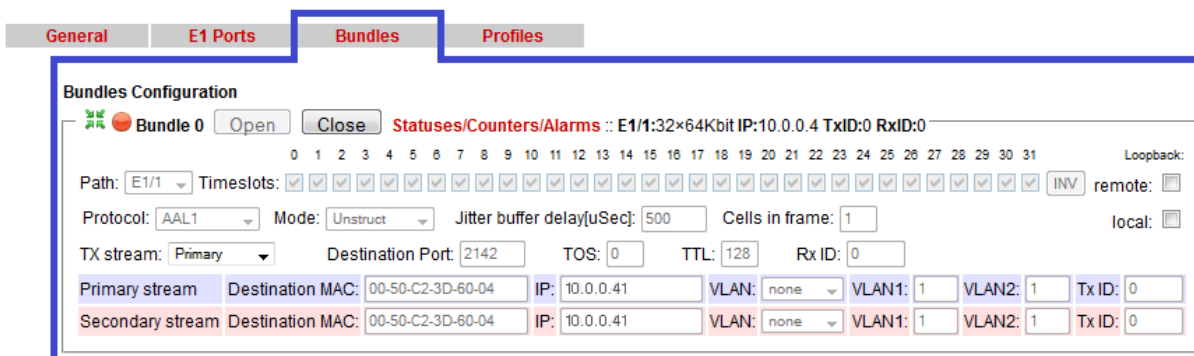 General E1 Ports Bundles Profiles
Bundles Configuration
Bundle 0 Open Close Statuses/Counters/Alarms :: E1/1:32×64Kbit IP:10.0.0.4 TxID:0 RxID:0
0 1 2 3 4 5 6 7 8 9 10 11 12 13 14 15 16 17 18 19 20 21 22 23 24 25 26 27 28 29 30 31 Loopback:
Path: E1/1 Timeslots: INV remote:
Protocol: AAL1 Mode: Unstruct Jitter buffer delay[uSec]: 500 Cells in frame: 1 local:
TX stream: Primary Destination Port: 2142 TOS: 0 TTL: 128 Rx ID: 0
Primary stream Destination MAC: 00-50-C2-3D-60-04 IP: 10.0.0.41 VLAN: none VLAN1: 1 VLAN2: 1 Tx ID: 0
Secondary stream Destination MAC: 00-50-C2-3D-60-04 IP: 10.0.0.41 VLAN: none VLAN1: 1 VLAN2: 1 Tx ID: 0